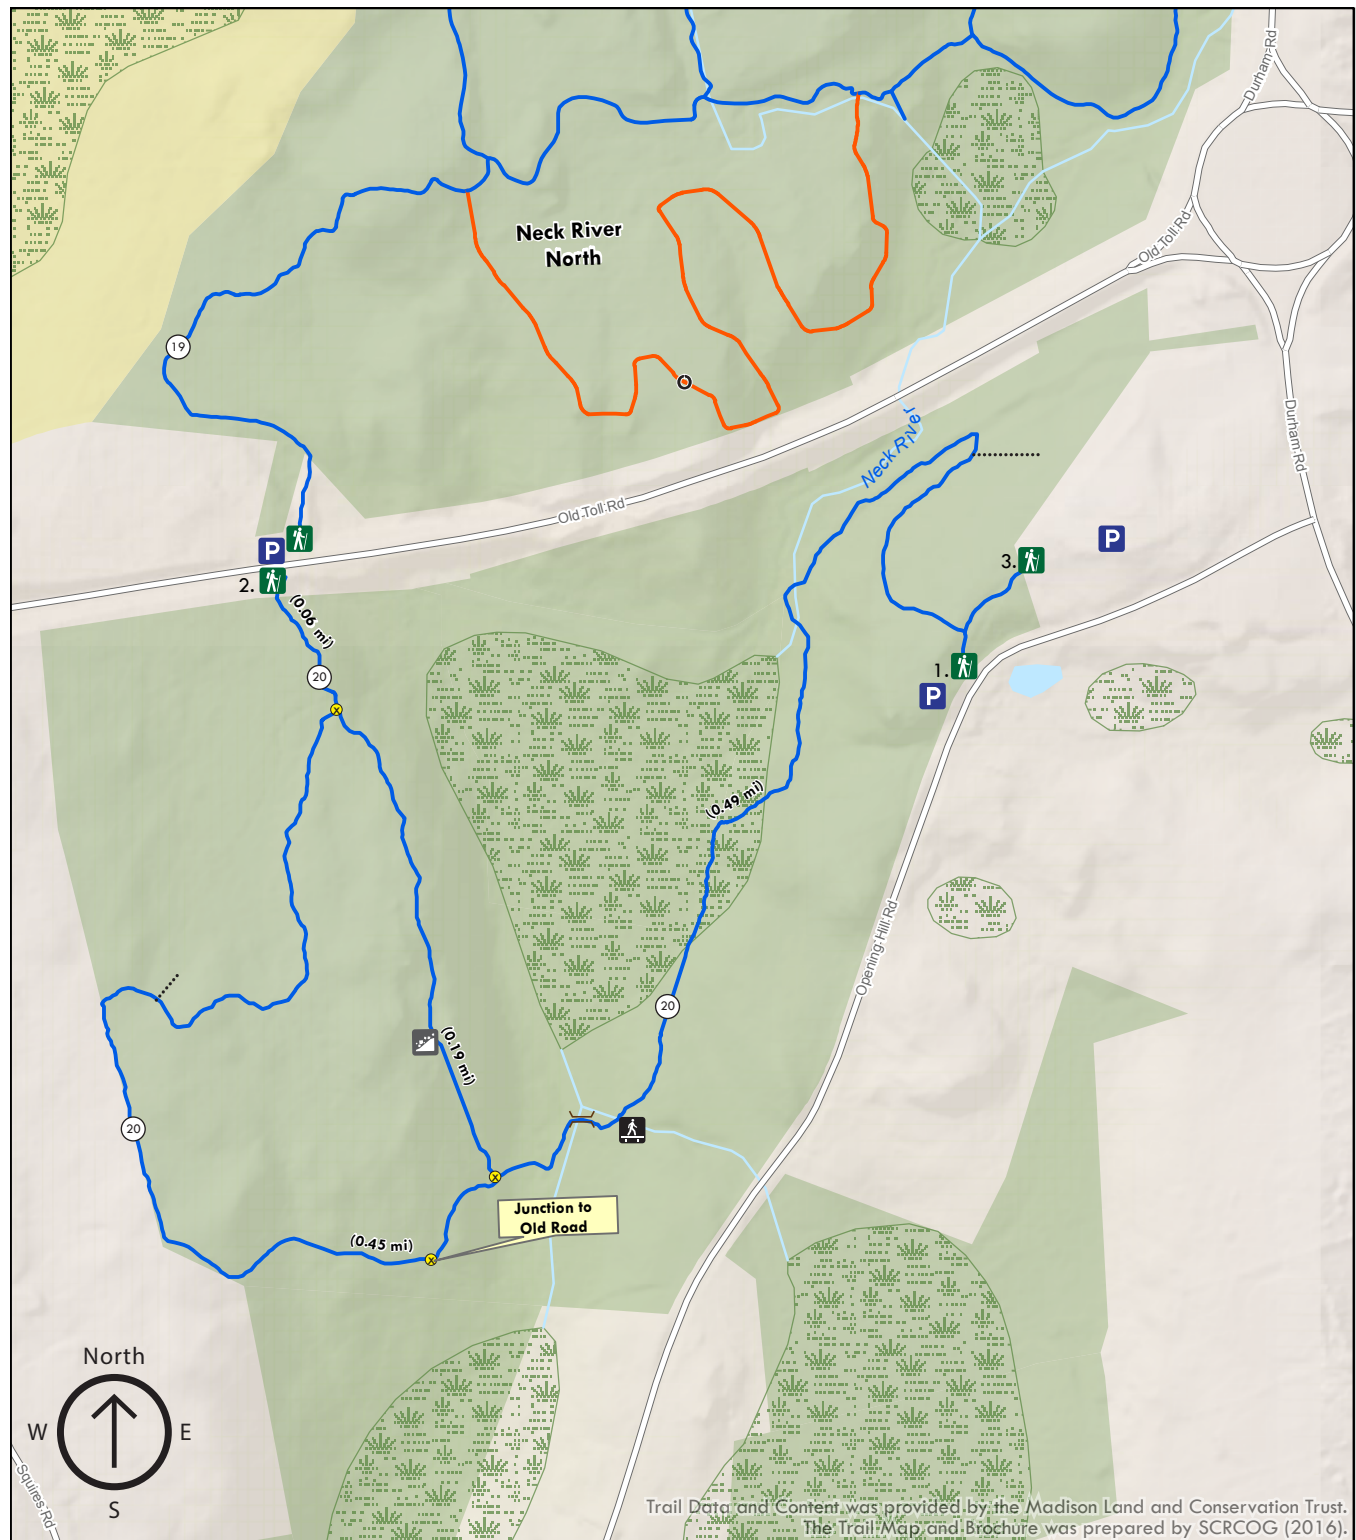 Durham Rd
Neck River
North
Old Toll Rd
19
O
Neck River
Durham Rd
Old Toll Rd
P
P
2.
3.
(0.06 mi)
20
1.
P
(0.49 mi)
Opening Hill Rd
20
(0.19 mi)
20
x
x
Junction to
Old Road
(0.45 mi)
x
North
W
E
S
Squires Rd
Trail Data and Content was provided by the Madison Land and Conservation Trust.
The Trail Map and Brochure was prepared by SCRCOG (2016).